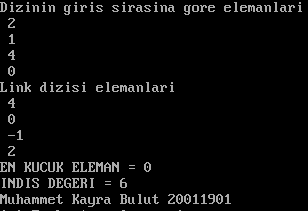 Dizinin giris sirasina gore elemanlari
2
1
4
0
Link dizisi elemanlari
4
0
-1
2
EN KUCUK ELEMAN = 0
INDIS DEGERI = 6
Muhammet Kayra Bulut 20011901